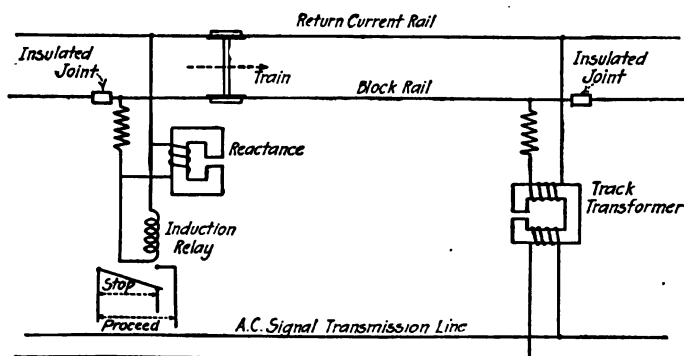 Return Current Rail
Insulated
Joint
Insulated
Joint
Train
Block Rail
Reactance
Track
Transformer
Induction
Relay
Stop
Proceed
A.C. Signal Transmission Line